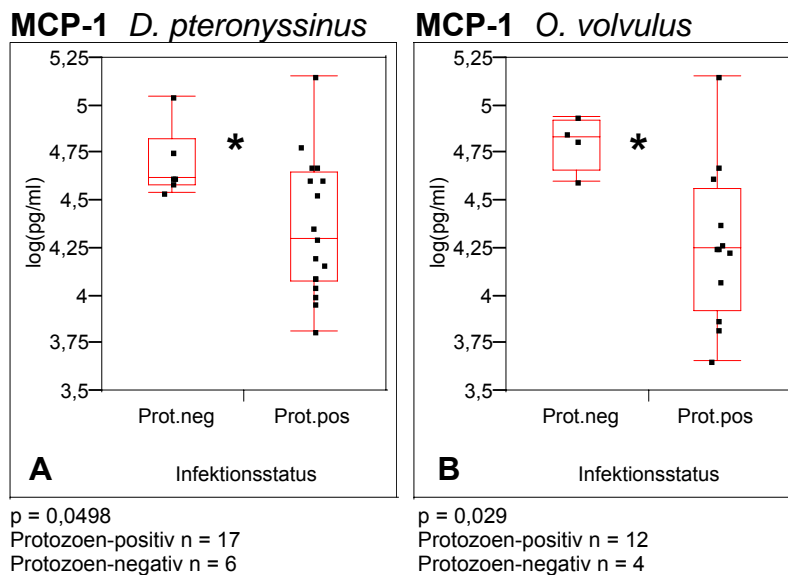 MCP-1 D. pteronyssinus
5,25
5
4,75
4,5
4,25
4
3,75
3,5
log(pg/ml)
*
Prot.neg Prot.pos
A Infektionsstatus
p = 0,0498
Protozoen-positiv n = 17
Protozoen-negativ n = 6
MCP-1 O. volvulus
5,25
5
4,75
4,5
4,25
4
3,75
3,5
log(pg/ml)
*
Prot.neg Prot.pos
B Infektionsstatus
p = 0,029
Protozoen-positiv n = 12
Protozoen-negativ n = 4